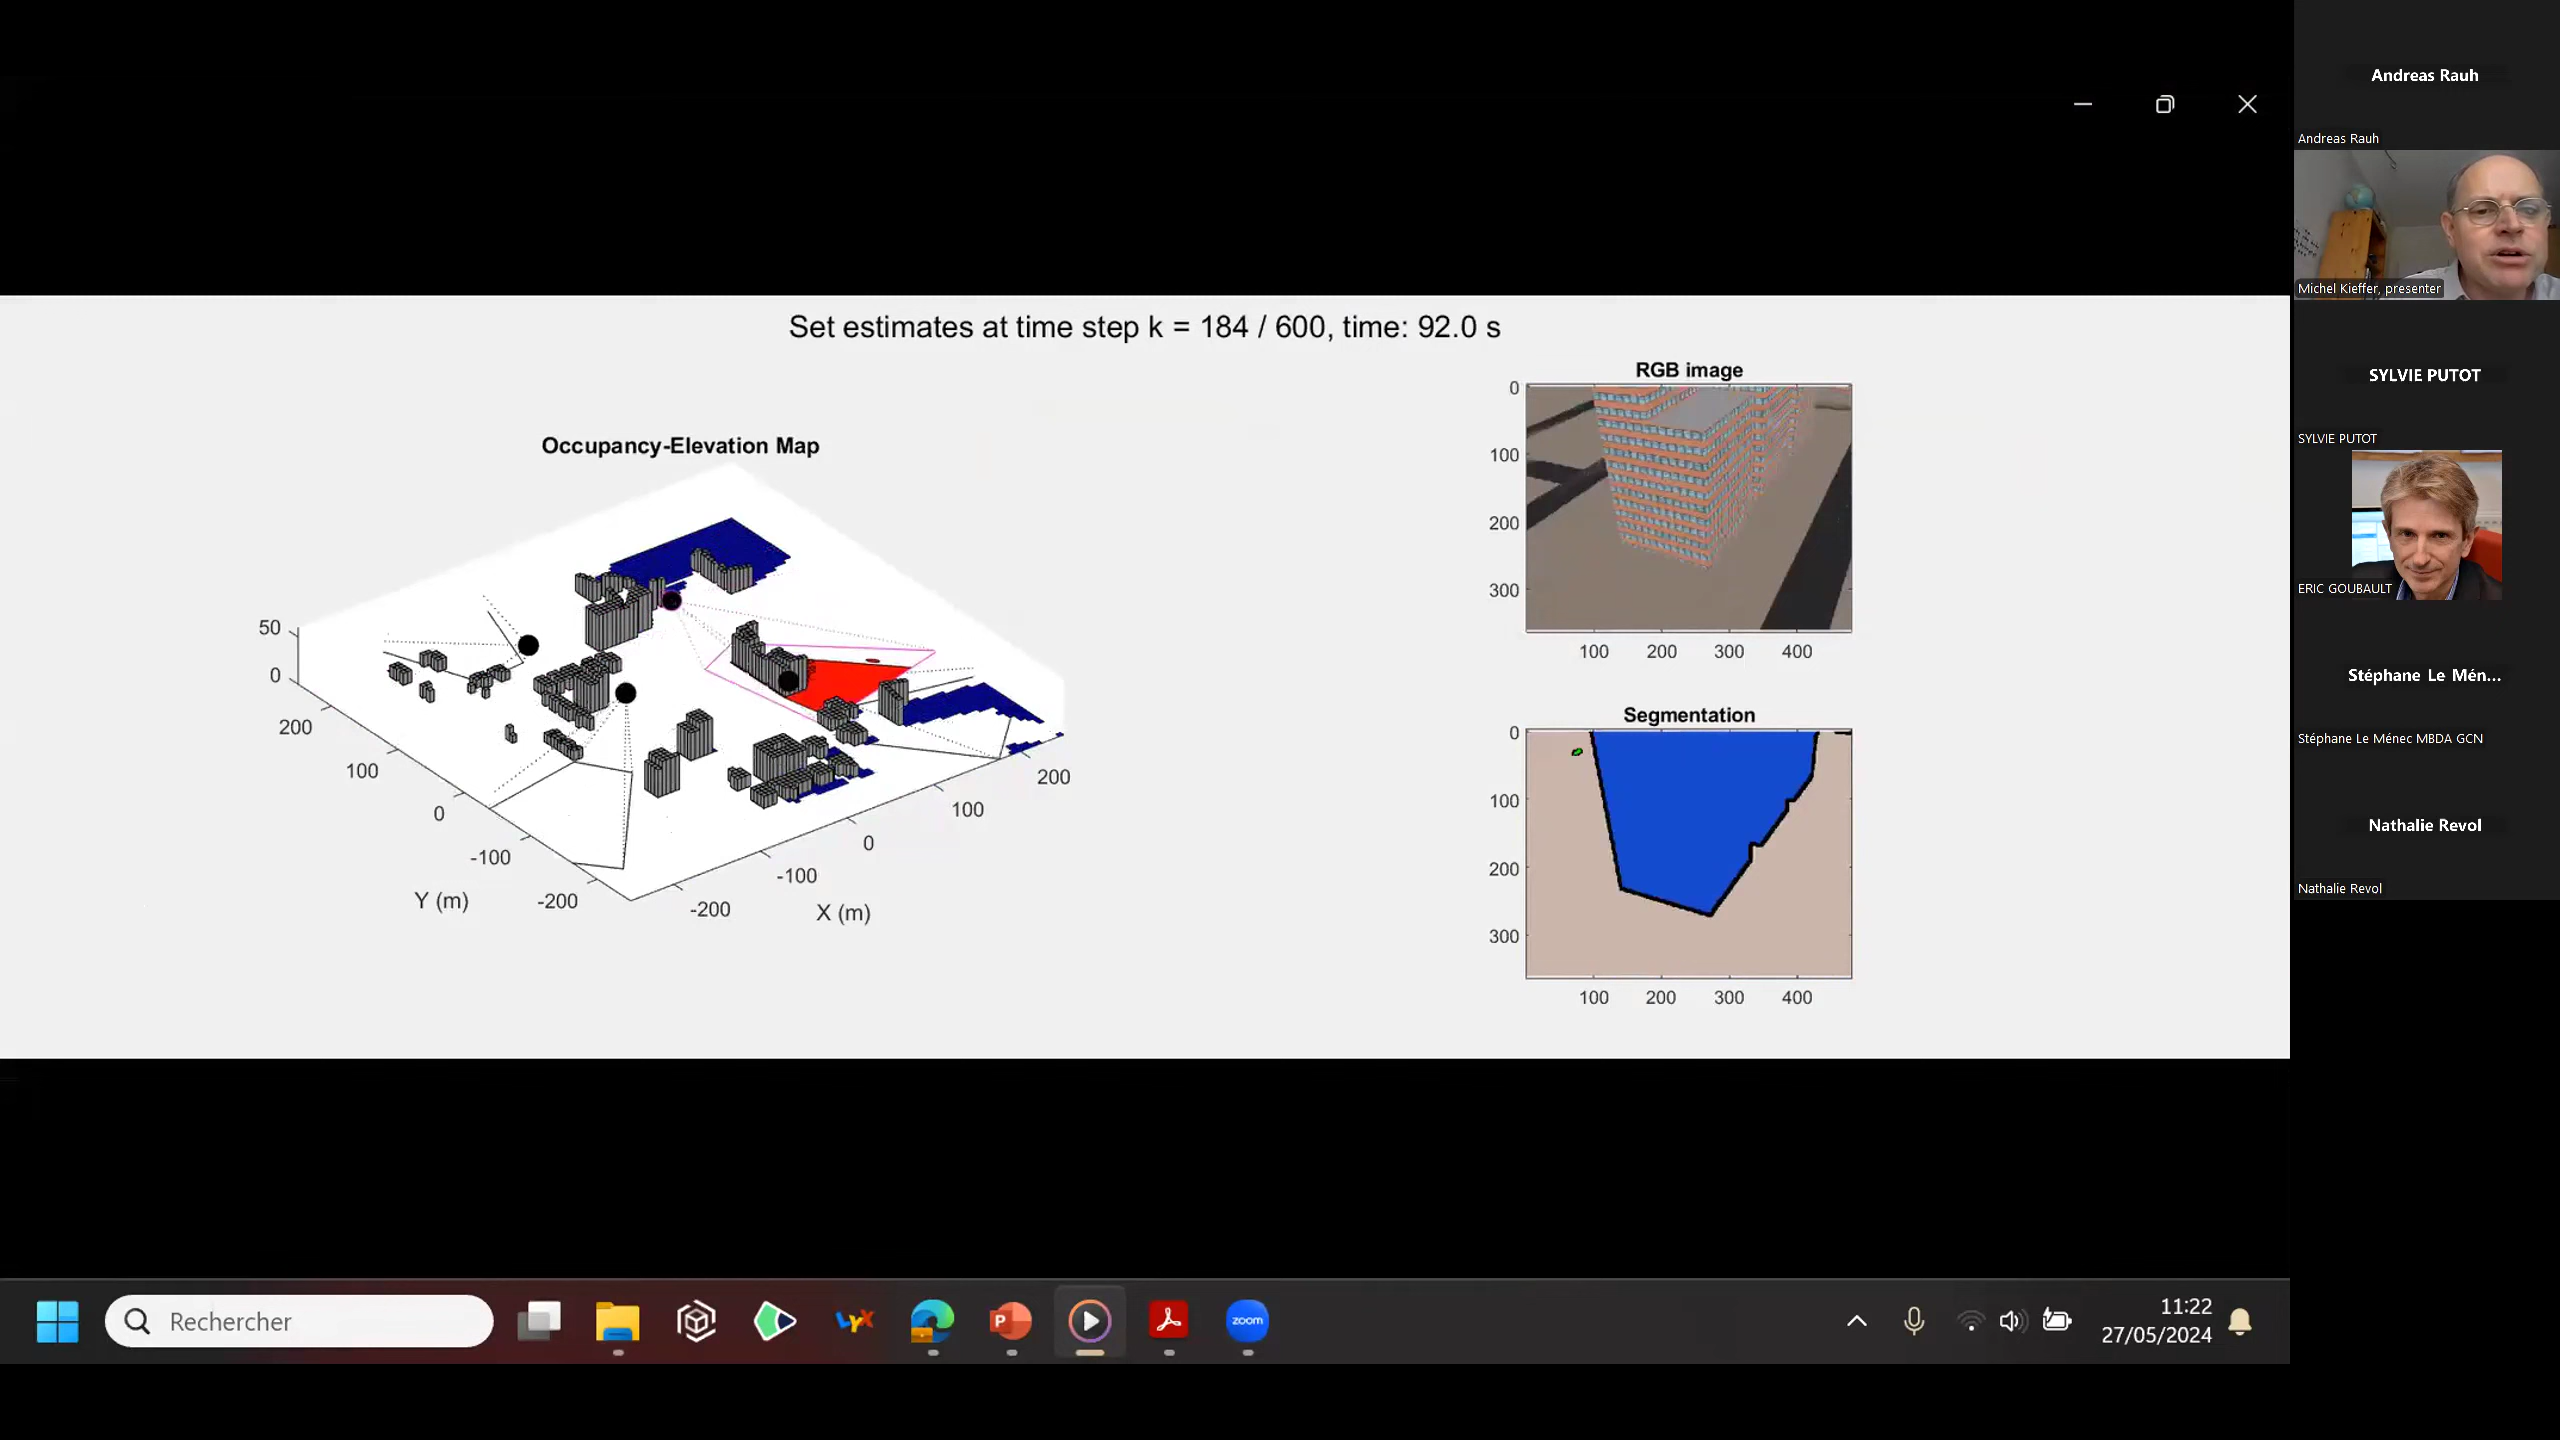 Set estimates at time step k = 184 / 600, time: 92.0 s
Occupancy-Elevation Map
50
0
200
100
0
-100
-200
Y (m)
-200
-100
0
100
200
X (m)
RGB image
0
100
200
300
100 200 300 400
Segmentation
0
100
200
300
100 200 300 400
Andreas Rauh
Andreas Rauh
Michel Kieffer, presenter
SYLVIE PUTOT
SYLVIE PUTOT
ERIC GOUBAULT
Stéphane Le Mén...
Stéphane Le Ménec MBDA GCN
Nathalie Revol
Nathalie Revol
Rechercher
LyX
P
zoom
11:22
27/05/2024